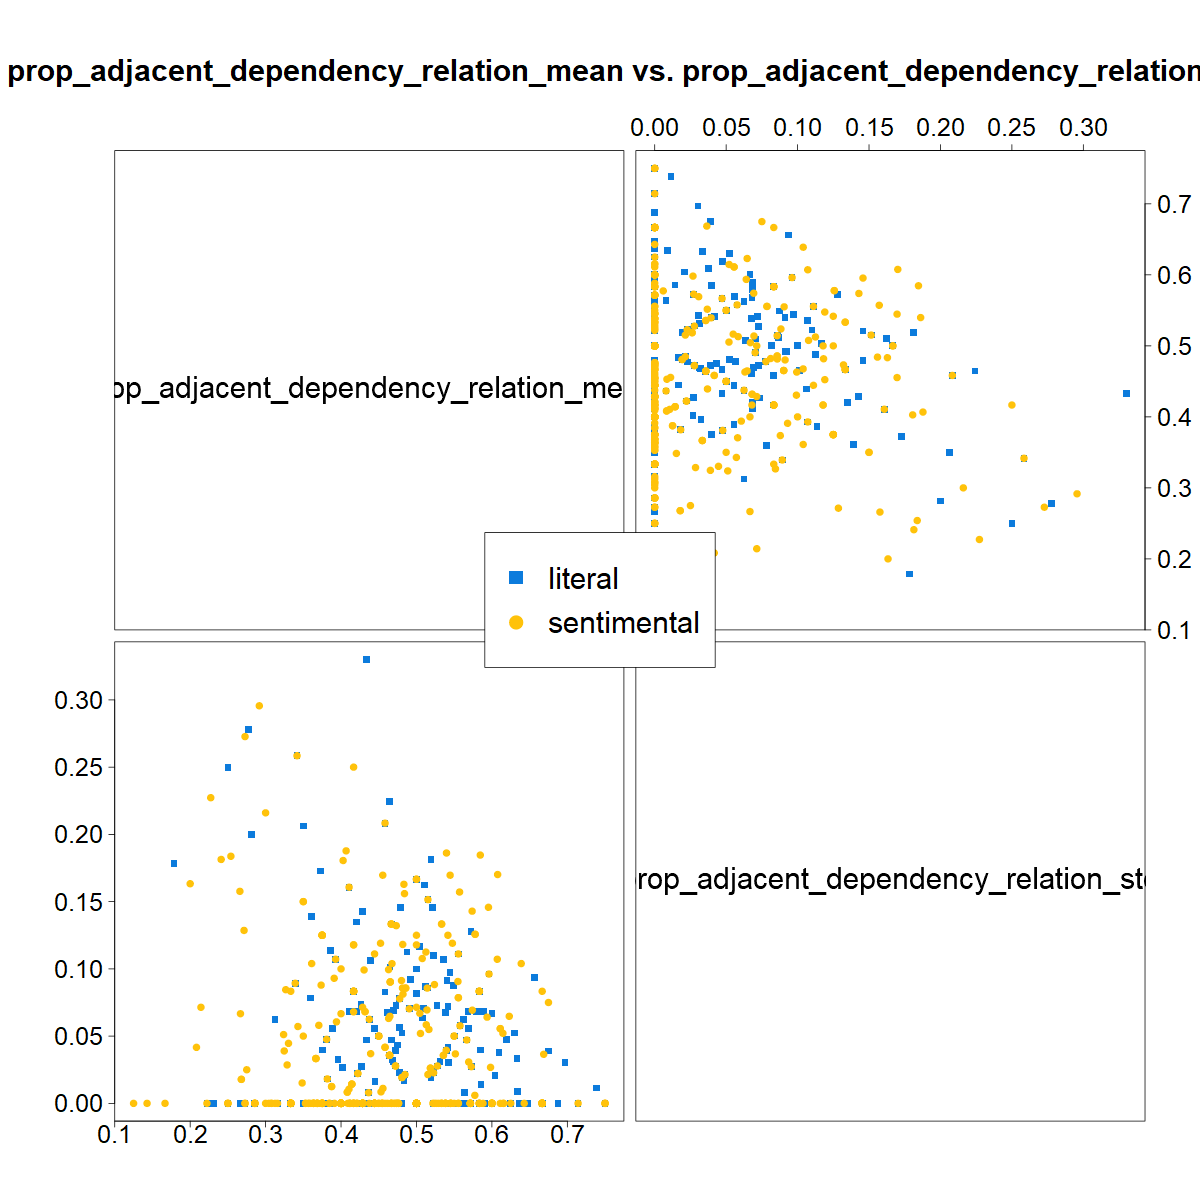 prop_adjacent_dependency_relation_mean vs. prop_adjacent_dependency_relation
0.00 0.05 0.10 0.15 0.20 0.25 0.30
op_adjacent_dependency_relation_me
0.7
0.6
0.5
0.4
0.3
0.2
0.1
literal
sentimental
0.30
0.25
0.20
0.15
0.10
0.05
0.00
rop_adjacent_dependency_relation_st
0.1 0.2 0.3 0.4 0.5 0.6 0.7